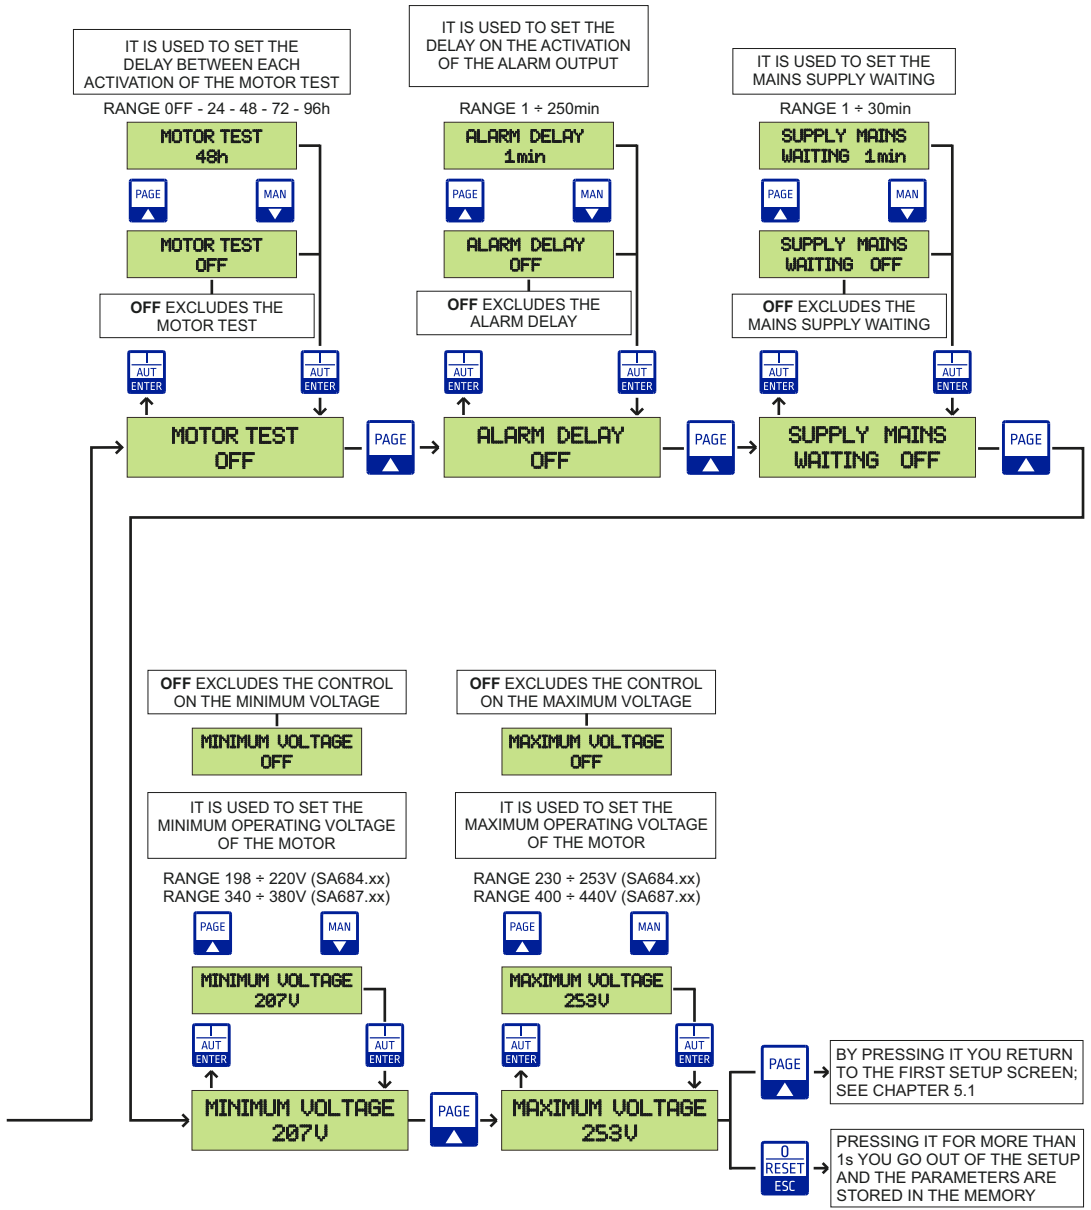 IT IS USED TO SET THE
DELAY BETWEEN EACH
ACTIVATION OF THE MOTOR TEST
RANGE 0FF - 24 - 48 - 72 - 96h
MOTOR TEST
48h
PAGE
MAN
MOTOR TEST
OFF
OFF EXCLUDES THE
MOTOR TEST
I
AUT
ENTER
I
AUT
ENTER
MOTOR TEST
OFF
PAGE
IT IS USED TO SET THE
DELAY ON THE ACTIVATION
OF THE ALARM OUTPUT
RANGE 1 ÷ 250min
ALARM DELAY
1min
PAGE
MAN
ALARM DELAY
OFF
OFF EXCLUDES THE
ALARM DELAY
I
AUT
ENTER
I
AUT
ENTER
ALARM DELAY
OFF
PAGE
IT IS USED TO SET THE
MAINS SUPPLY WAITING
RANGE 1 ÷ 30min
SUPPLY MAINS
WAITING 1min
PAGE
MAN
SUPPLY MAINS
WAITING OFF
OFF EXCLUDES THE
MAINS SUPPLY WAITING
I
AUT
ENTER
I
AUT
ENTER
SUPPLY MAINS
WAITING OFF
PAGE
OFF EXCLUDES THE CONTROL
ON THE MINIMUM VOLTAGE
MINIMUM VOLTAGE
OFF
IT IS USED TO SET THE
MINIMUM OPERATING VOLTAGE
OF THE MOTOR
RANGE 198 ÷ 220V (SA684.xx)
RANGE 340 ÷ 380V (SA687.xx)
PAGE
MAN
MINIMUM VOLTAGE
207V
I
AUT
ENTER
I
AUT
ENTER
MINIMUM VOLTAGE
207V
PAGE
OFF EXCLUDES THE CONTROL
ON THE MAXIMUM VOLTAGE
MAXIMUM VOLTAGE
OFF
IT IS USED TO SET THE
MAXIMUM OPERATING VOLTAGE
OF THE MOTOR
RANGE 230 ÷ 253V (SA684.xx)
RANGE 400 ÷ 440V (SA687.xx)
PAGE
MAN
MAXIMUM VOLTAGE
253V
I
AUT
ENTER
I
AUT
ENTER
MAXIMUM VOLTAGE
253V
PAGE
BY PRESSING IT YOU RETURN
TO THE FIRST SETUP SCREEN;
SEE CHAPTER 5.1
0
RESET
ESC
PRESSING IT FOR MORE THAN
1s YOU GO OUT OF THE SETUP
AND THE PARAMETERS ARE
STORED IN THE MEMORY